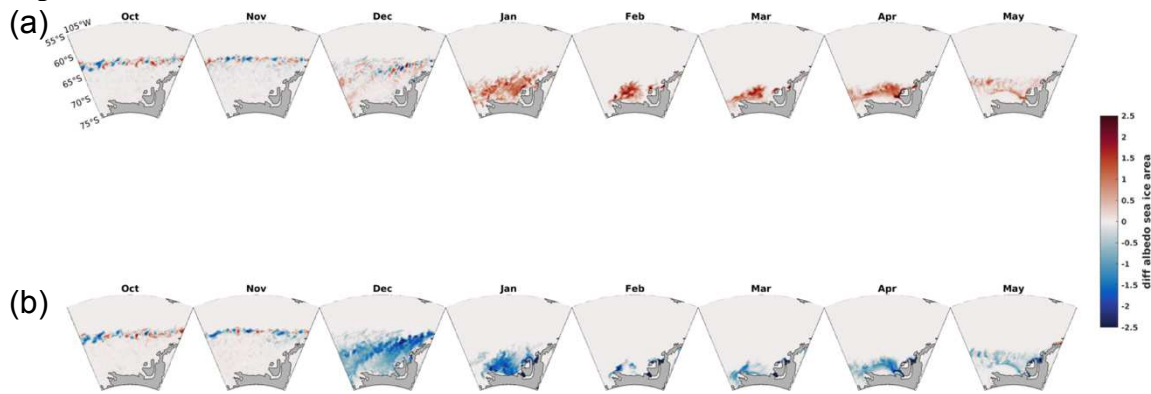 (a)
Oct Nov Dec Jan Feb Mar Apr May
105°W
55°S
60°S
65°S
70°S
75°S
2.5
2
1.5
1
0.5
0
-0.5
-1
-1.5
-2
-2.5
diff albedo sea ice area
(b)
Oct Nov Dec Jan Feb Mar Apr May